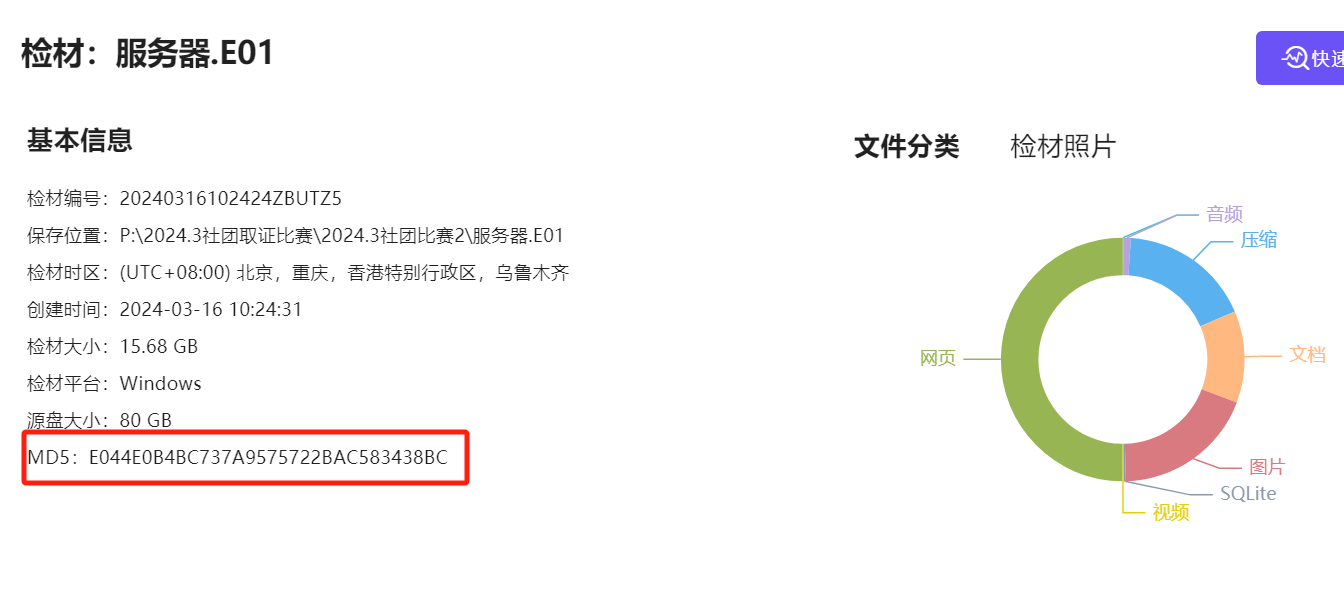 检材：服务器.E01
快速
基本信息
检材编号：20240316102424ZBUTZ5
保存位置：P:\2024.3社团取证比赛\2024.3社团比赛2\服务器.E01
检材时区：(UTC+08:00) 北京，重庆，香港特别行政区，乌鲁木齐
创建时间：2024-03-16 10:24:31
检材大小：15.68 GB
检材平台：Windows
源盘大小：80 GB
MD5：E044E0B4BC737A9575722BAC583438BC
文件分类 检材照片
音频
压缩
网页
文档
图片
SQLite
视频